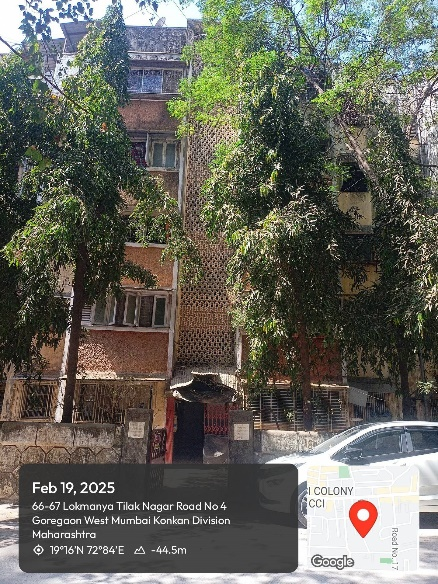 Feb 19, 2025
66-67 Lokmanya Tilak Nagar Road No 4
Goregaon West Mumbai Konkan Division
Maharashtra
19°16'N 72°84'E -44.5m
I COLONY
CCI
Road No. 17
Google